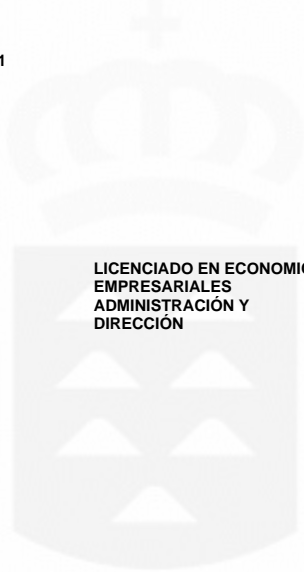 1
LICENCIADO EN ECONOMIC
EMPRESARIALES
ADMINISTRACIÓN Y
DIRECCIÓN